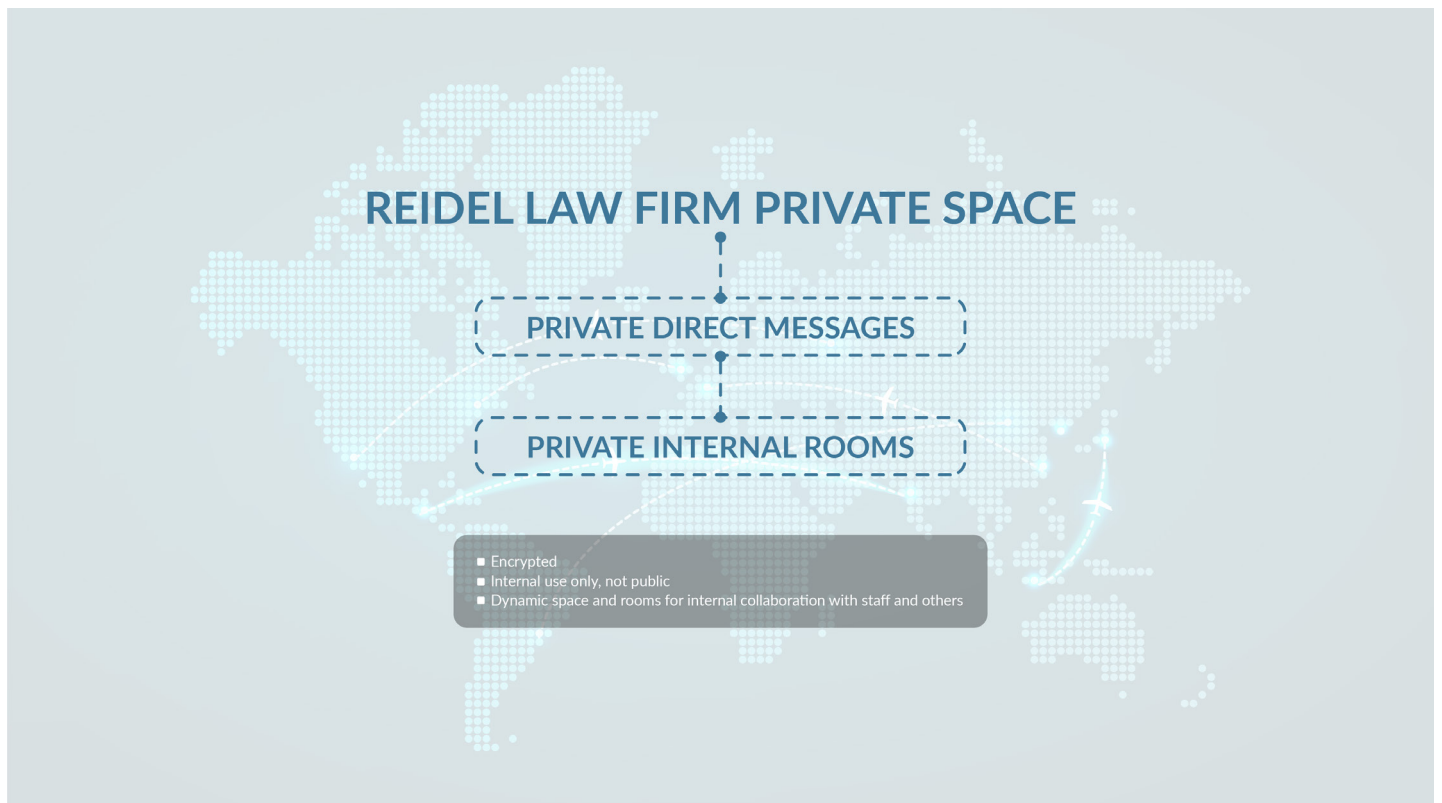 REIDEL LAW FIRM PRIVATE SPACE
PRIVATE DIRECT MESSAGES
PRIVATE INTERNAL ROOMS
Encrypted
Internal use only, not public
Dynamic space and rooms for internal collaboration with staff and others